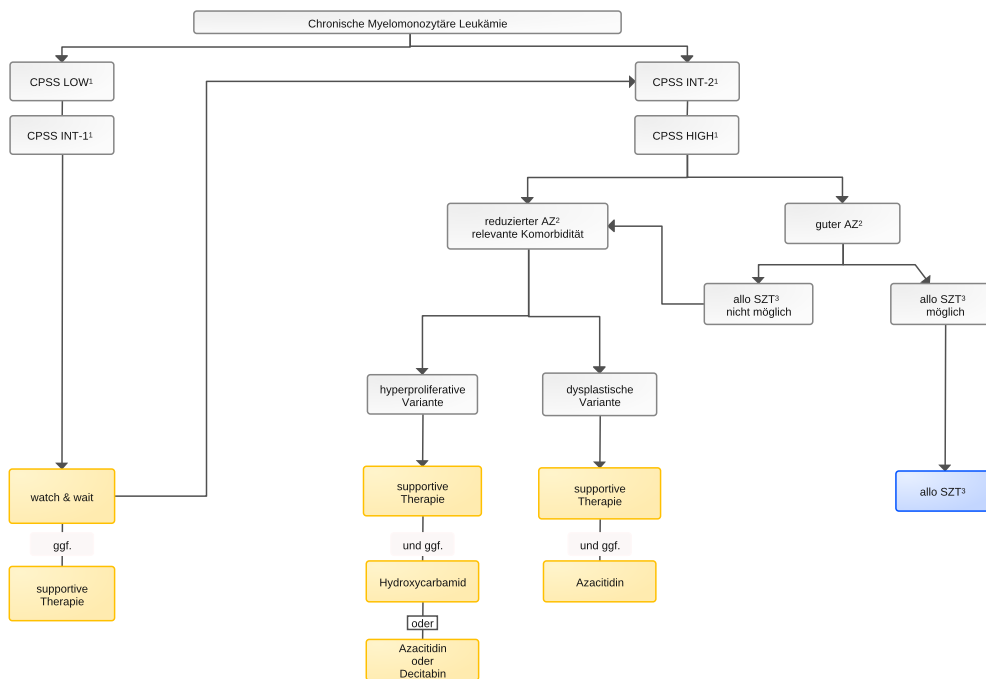 Chronische Myelomonozytäre Leukämie
CPSS LOW¹
CPSS INT-2¹
CPSS INT-1¹
CPSS HIGH¹
reduzierter AZ²
relevante Komorbidität
guter AZ²
allo SZT³
nicht möglich
allo SZT³
möglich
hyperproliferative
Variante
dysplastische
Variante
watch & wait
supportive
Therapie
supportive
Therapie
allo SZT³
ggf.
und ggf.
und ggf.
supportive
Therapie
Hydroxycarbamid
Azacitidin
oder
Azacitidin
oder
Decitabin